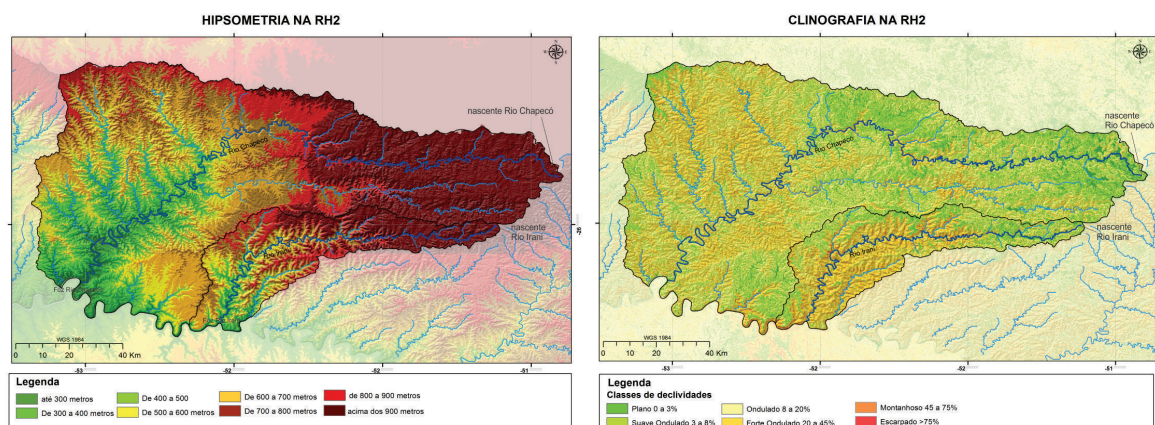 HIPSOMETRIA NA RH2
nascente
Rio Chapecó
Rio Chapecó
nascente
Rio Irani
Rio Irani
WGS 1984
0 10 20 40 Km
-53
-52
-52
-51
-25
Legenda
até 300 metros
De 300 a 400 metros
De 400 a 500
De 500 a 600 metros
De 600 a 700 metros
De 700 a 800 metros
de 800 a 900 metros
acima dos 900 metros
CLINOGRAFIA NA RH2
nascente
Rio Chapecó
Rio Chapecó
nascente
Rio Irani
Rio Irani
WGS 1984
0 10 20 40 Km
-53
-52
-52
-51
Legenda
Classes de declividades
Plano 0 a 3%
Suave Ondulado 3 a 8%
Ondulado 8 a 20%
Forte Ondulado 20 a 45%
Montanhoso 45 a 75%
Escarpado >75%